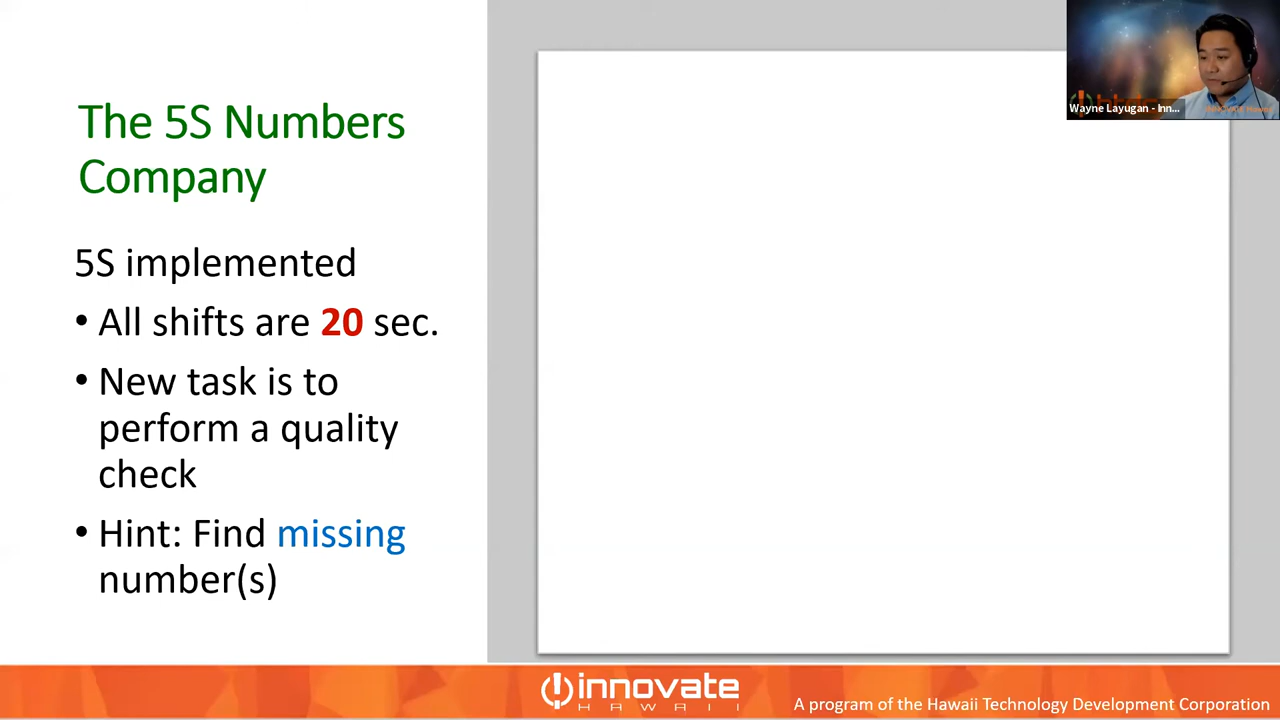 The 5S Numbers
Company
5S implemented
• All shifts are 20 sec.
• New task is to
perform a quality
check
• Hint: Find missing
number(s)
Wayne Layugan - Inn...
innovate
HAWAII
A program of the Hawaii Technology Development Corporation